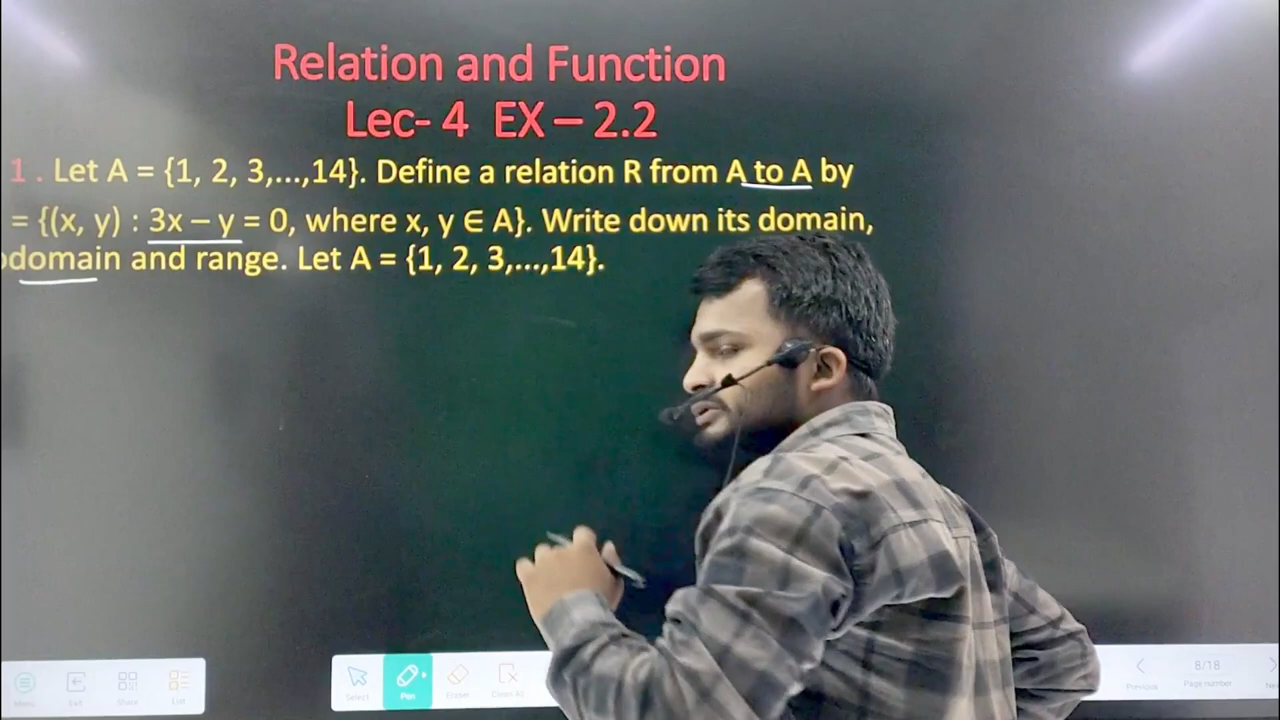 Relation and Function
Lec- 4 EX – 2.2
1 . Let A = {1, 2, 3,...,14}. Define a relation R from A to A by
= {(x, y) : 3x – y = 0, where x, y ∈ A}. Write down its domain,
odomain and range. Let A = {1, 2, 3,...,14}.
Menu Exit Share List Select Pen Eraser Clean All Previous 8/18 Page number